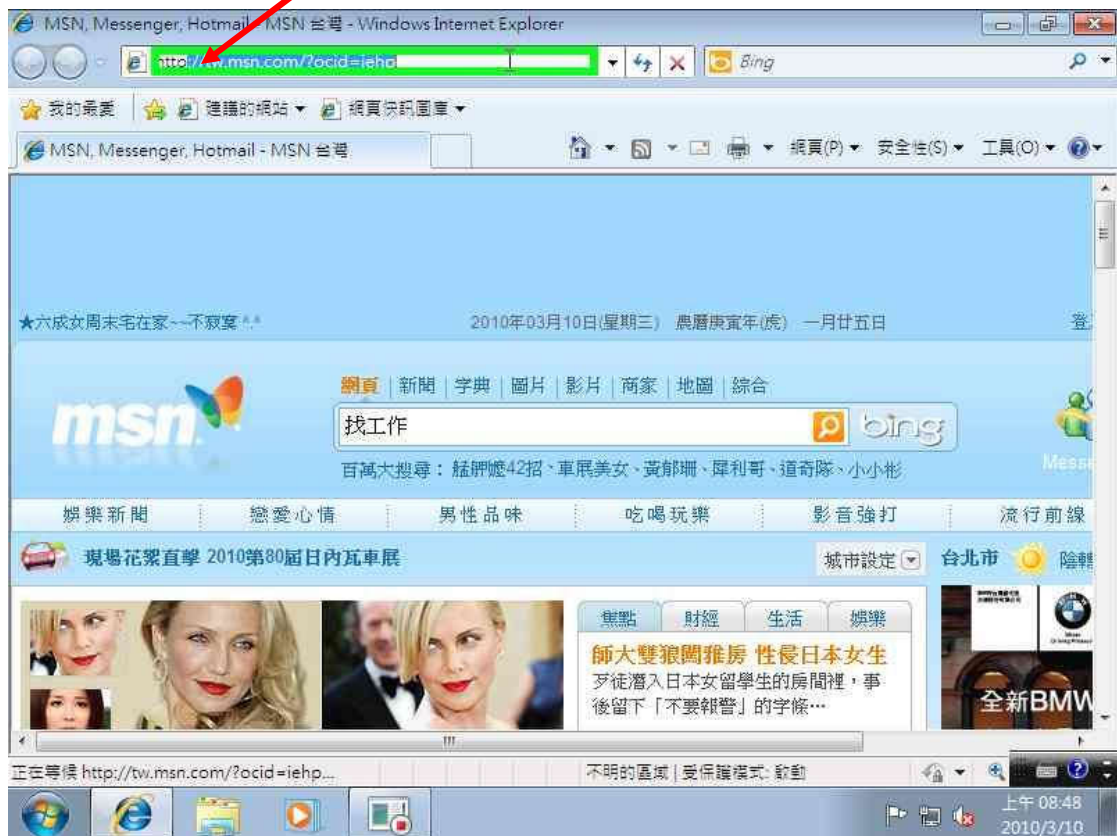 MSN, Messenger, Hotmail - MSN 台灣 - Windows Internet Explorer
http://tw.msn.com/?ocid=iehp
Bing
我的最愛
建議的網站
網頁快訊圖庫
MSN, Messenger, Hotmail - MSN 台灣
網頁(P)
安全性(S)
工具(O)
★六成女周末宅在家~~不寂寞^.^
2010年03月10日(星期三) 農曆庚寅年(虎) 一月廿五日
登
msn
網頁 | 新聞 | 字典 | 圖片 | 影片 | 商家 | 地圖 | 綜合
找工作
bing
百萬大搜尋：艋舺嬤42招、車展美女、黃郁珊、犀利哥、道奇隊、小小彬
Mess
娛樂新聞
戀愛心情
男性品味
吃喝玩樂
影音強打
流行前線
現場花絮直擊 2010第80屆日內瓦車展
城市設定
台北市
陰轉
焦點
財經
生活
娛樂
師大雙狼闖雅房 性侵日本女生
歹徒潛入日本女留學生的房間裡，事
後留下「不要報警」的字條…
全新BMW
正在等候 http://tw.msn.com/?ocid=iehp...
不明的區域 | 受保護模式: 啟動
上午 08:48
2010/3/10